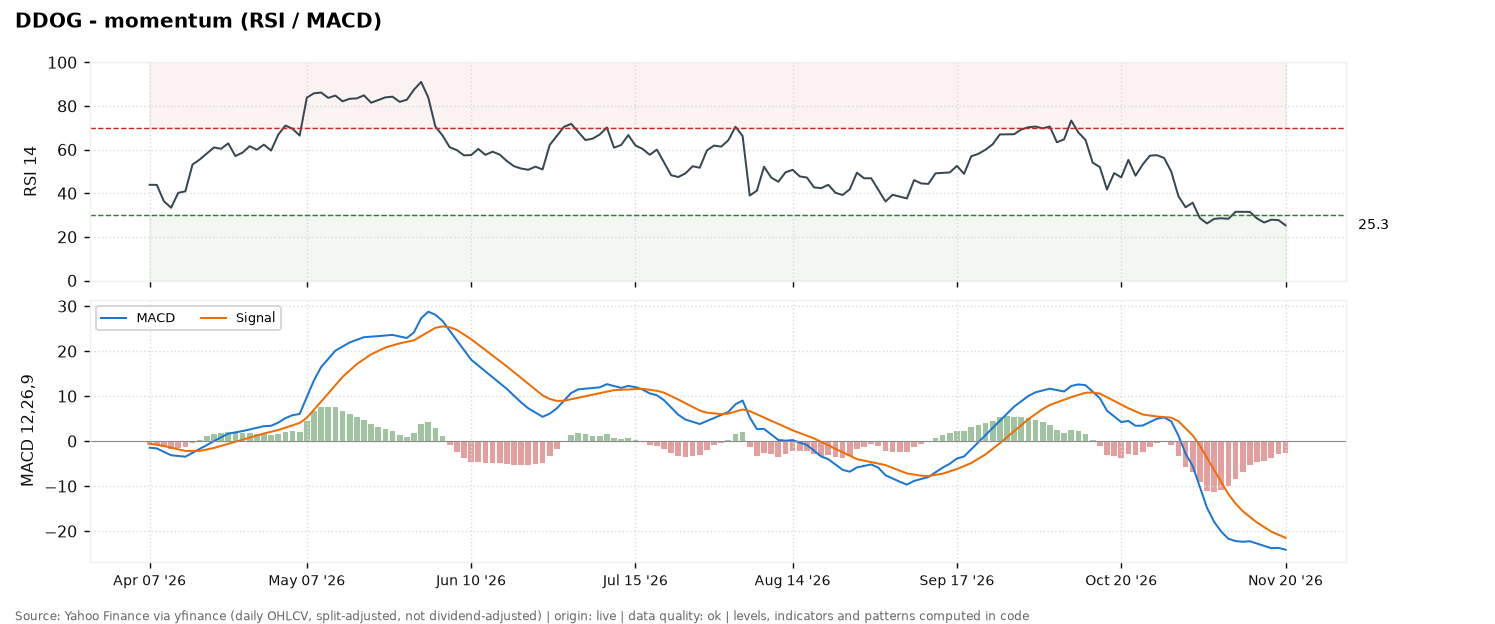 DDOG - momentum (RSI / MACD)
100
80
60
40
20
0
RSI 14
25.3
MACD
Signal
30
20
10
0
−10
−20
MACD 12,26,9
Apr 07 '26
May 07 '26
Jun 10 '26
Jul 15 '26
Aug 14 '26
Sep 17 '26
Oct 20 '26
Nov 20 '26
Source: Yahoo Finance via yfinance (daily OHLCV, split-adjusted, not dividend-adjusted) | origin: live | data quality: ok | levels, indicators and patterns computed in code